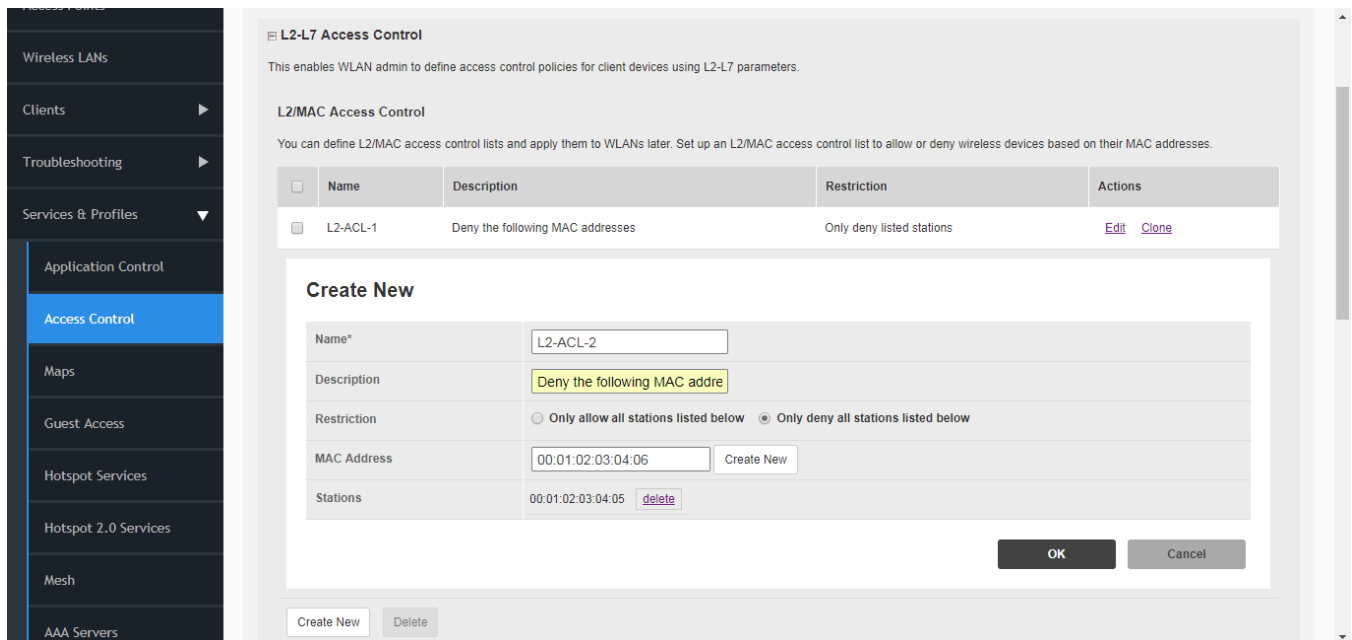 Access Points
Wireless LANs
Clients
Troubleshooting
Services & Profiles
Application Control
Access Control
Maps
Guest Access
Hotspot Services
Hotspot 2.0 Services
Mesh
AAA Servers
L2-L7 Access Control
This enables WLAN admin to define access control policies for client devices using L2-L7 parameters.
L2/MAC Access Control
You can define L2/MAC access control lists and apply them to WLANs later. Set up an L2/MAC access control list to allow or deny wireless devices based on their MAC addresses.
Name Description Restriction Actions
L2-ACL-1 Deny the following MAC addresses Only deny listed stations Edit Clone
Create New
Name* L2-ACL-2
Description Deny the following MAC addre
Restriction Only allow all stations listed below Only deny all stations listed below
MAC Address 00:01:02:03:04:06 Create New
Stations 00:01:02:03:04:05 delete
OK Cancel
Create New Delete